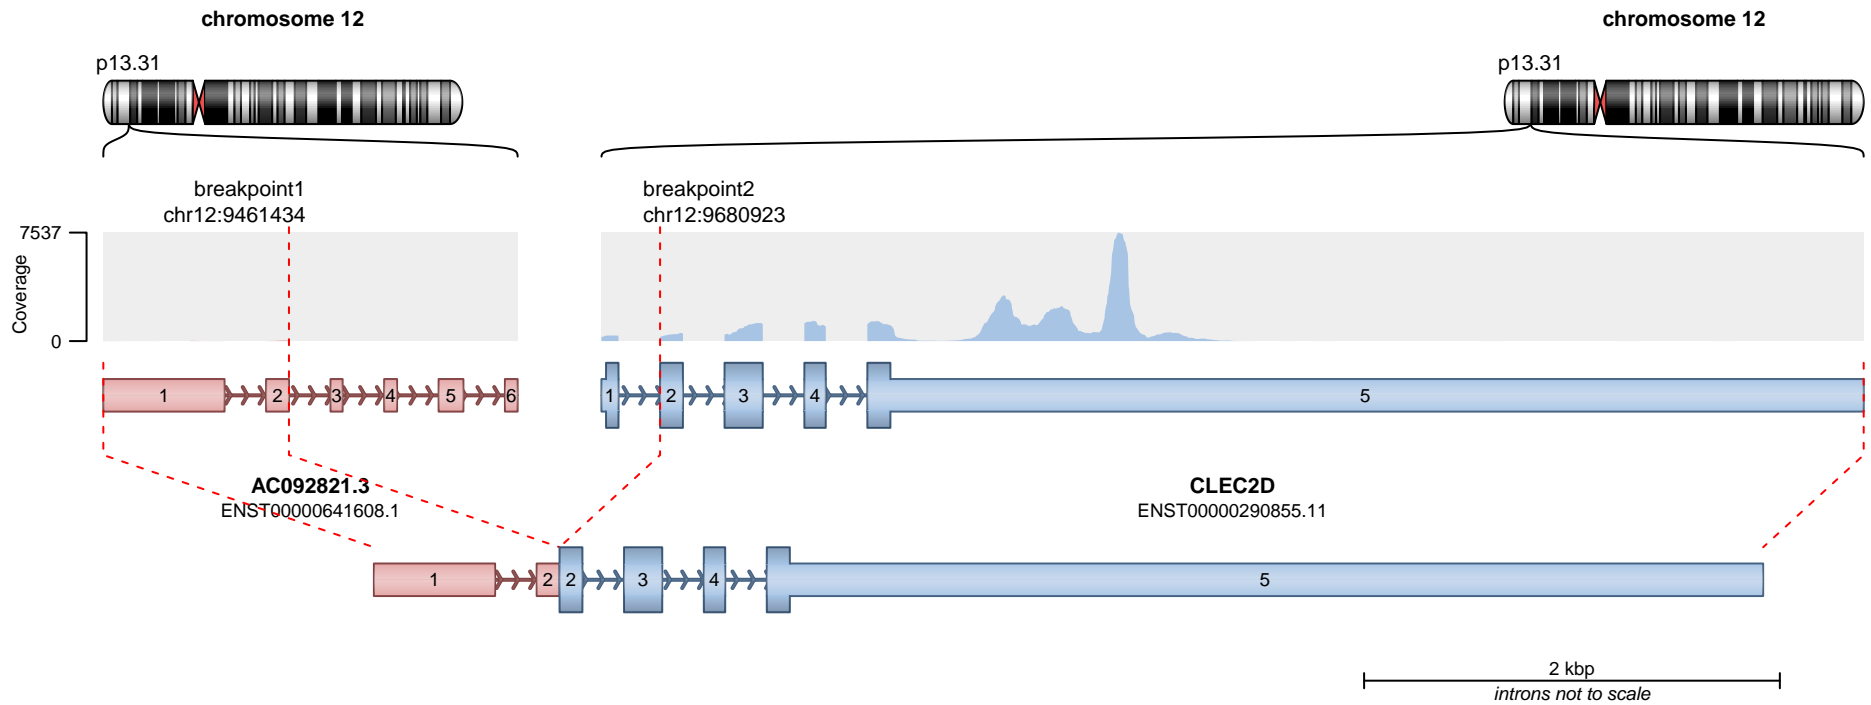 chromosome 12
chromosome 12
p13.31
p13.31
breakpoint1
chr12:9461434
breakpoint2
chr12:9680923
7537
Coverage
0
1 2 3 4 5 6
1 2 3 4 5
AC092821.3
ENST00000641608.1
CLEC2D
ENST00000290855.11
1 2 2 3 4 5
2 kbp
introns not to scale